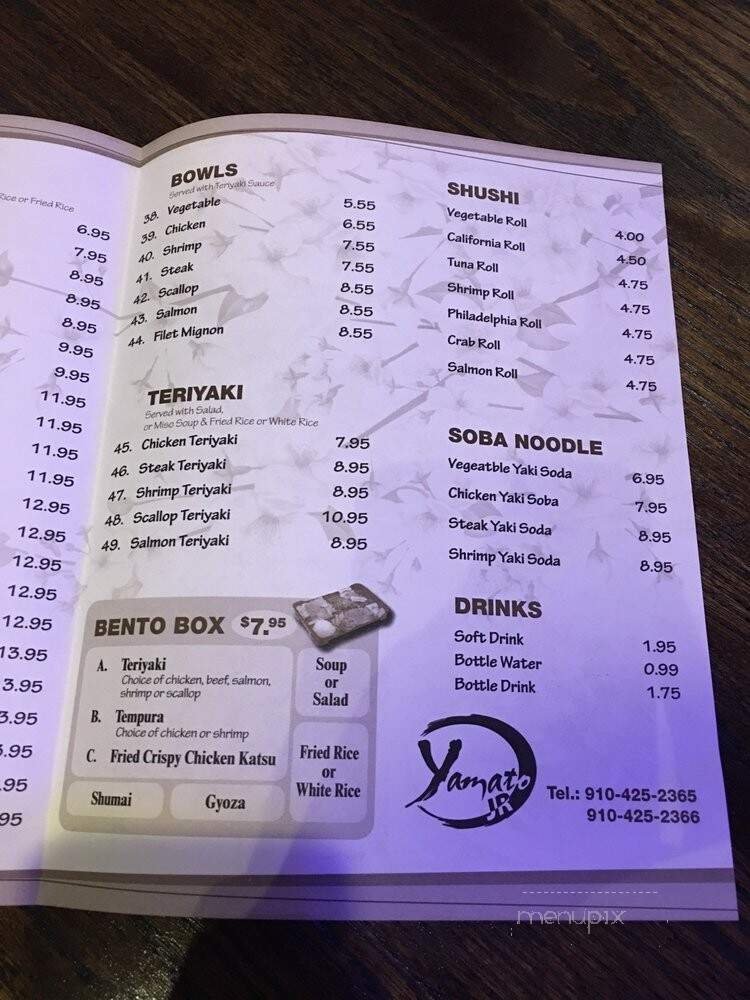 Rice or Fried Rice
6.95
7.95
8.95
8.95
8.95
9.95
9.95
11.95
11.95
11.95
11.95
12.95
12.95
12.95
12.95
12.95
13.95
3.95
3.95
.95
.95
95
BOWLS
Served with Teriyaki Sauce
38. Vegetable 5.55
39. Chicken 6.55
40. Shrimp 7.55
41. Steak 7.55
42. Scallop 8.55
43. Salmon 8.55
44. Filet Mignon 8.55
TERIYAKI
Served with Salad,
or Miso Soup & Fried Rice or White Rice
45. Chicken Teriyaki 7.95
46. Steak Teriyaki 8.95
47. Shrimp Teriyaki 8.95
48. Scallop Teriyaki 10.95
49. Salmon Teriyaki 8.95
BENTO BOX $7.95
A. Teriyaki
Choice of chicken, beef, salmon,
shrimp or scallop
B. Tempura
Choice of chicken or shrimp
C. Fried Crispy Chicken Katsu
Shumai
Gyoza
Soup
or
Salad
Fried Rice
or
White Rice
SHUSHI
Vegetable Roll 4.00
California Roll 4.50
Tuna Roll 4.75
Shrimp Roll 4.75
Philadelphia Roll 4.75
Crab Roll 4.75
Salmon Roll 4.75
SOBA NOODLE
Vegeatble Yaki Soda 6.95
Chicken Yaki Soba 7.95
Steak Yaki Soda 8.95
Shrimp Yaki Soda 8.95
DRINKS
Soft Drink 1.95
Bottle Water 0.99
Bottle Drink 1.75
Yamato
JR
Tel.: 910-425-2365
910-425-2366
menupix